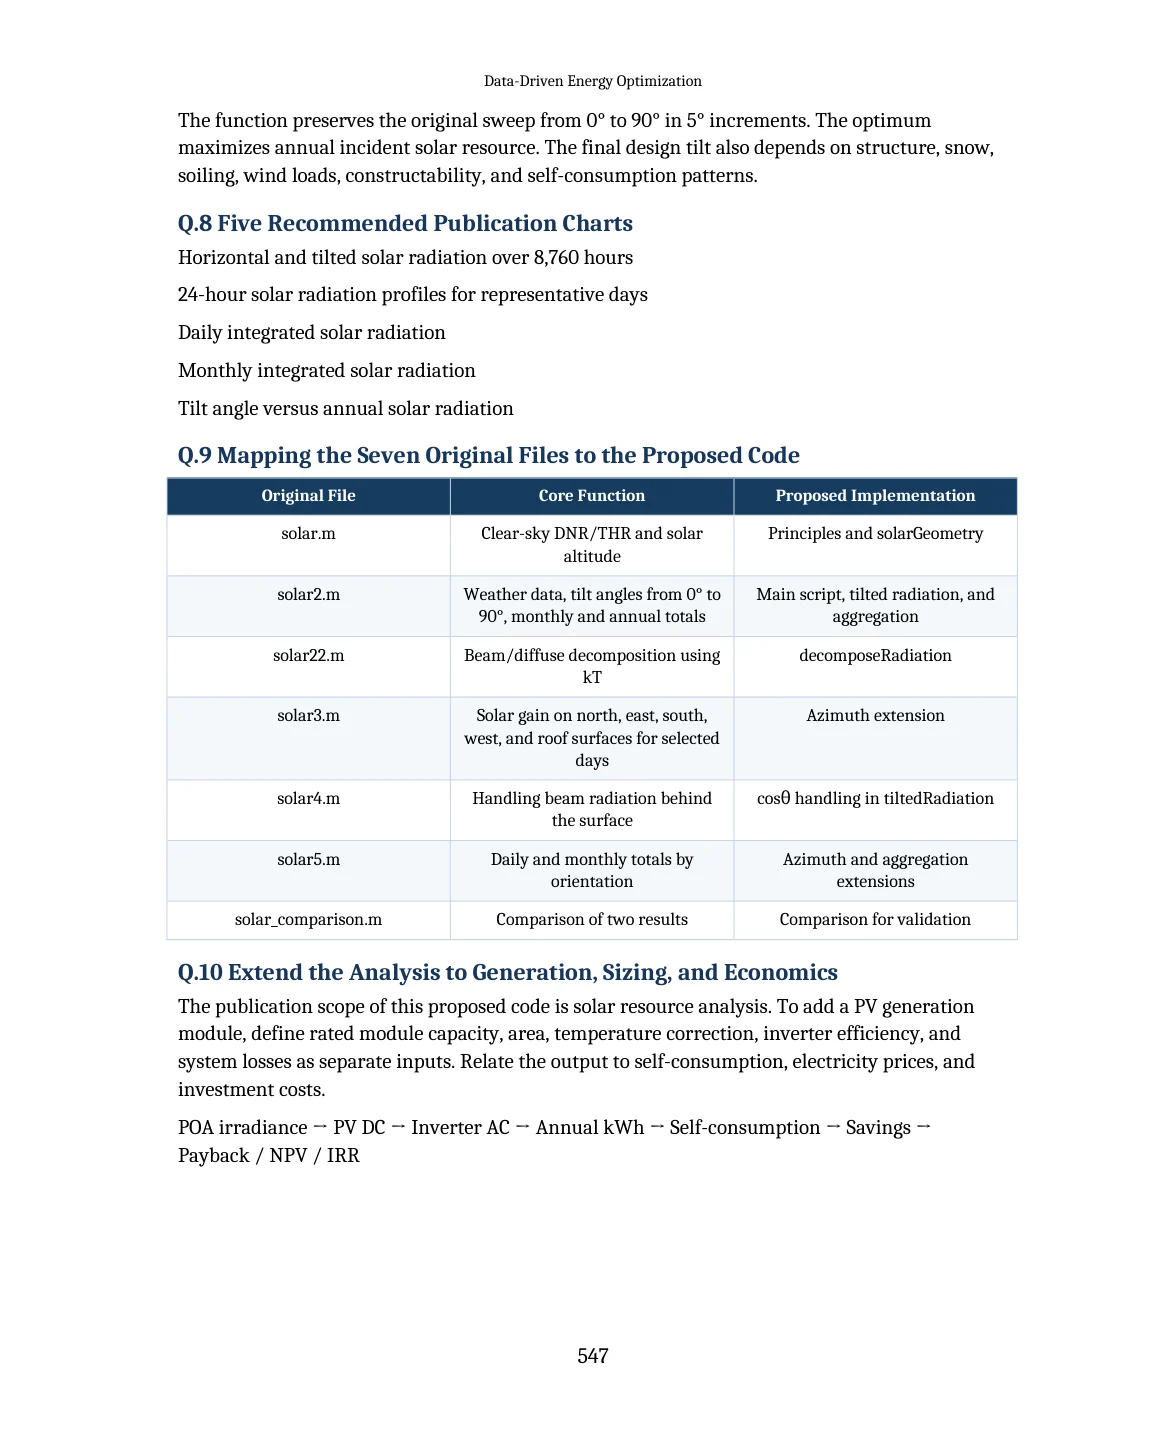 Data-Driven Energy Optimization
The function preserves the original sweep from 0° to 90° in 5° increments. The optimum
maximizes annual incident solar resource. The final design tilt also depends on structure, snow,
soiling, wind loads, constructability, and self-consumption patterns.
Q.8 Five Recommended Publication Charts
Horizontal and tilted solar radiation over 8,760 hours
24-hour solar radiation profiles for representative days
Daily integrated solar radiation
Monthly integrated solar radiation
Tilt angle versus annual solar radiation
Q.9 Mapping the Seven Original Files to the Proposed Code
Original File Core Function Proposed Implementation
solar.m Clear-sky DNR/THR and solar Principles and solarGeometry
altitude
solar2.m Weather data, tilt angles from 0° to Main script, tilted radiation, and
90°, monthly and annual totals aggregation
solar22.m Beam/diffuse decomposition using decomposeRadiation
kT
solar3.m Solar gain on north, east, south, Azimuth extension
west, and roof surfaces for selected
days
solar4.m Handling beam radiation behind cosθ handling in tiltedRadiation
the surface
solar5.m Daily and monthly totals by Azimuth and aggregation
orientation extensions
solar_comparison.m Comparison of two results Comparison for validation
Q.10 Extend the Analysis to Generation, Sizing, and Economics
The publication scope of this proposed code is solar resource analysis. To add a PV generation
module, define rated module capacity, area, temperature correction, inverter efficiency, and
system losses as separate inputs. Relate the output to self-consumption, electricity prices, and
investment costs.
POA irradiance → PV DC → Inverter AC → Annual kWh → Self-consumption → Savings →
Payback / NPV / IRR
547